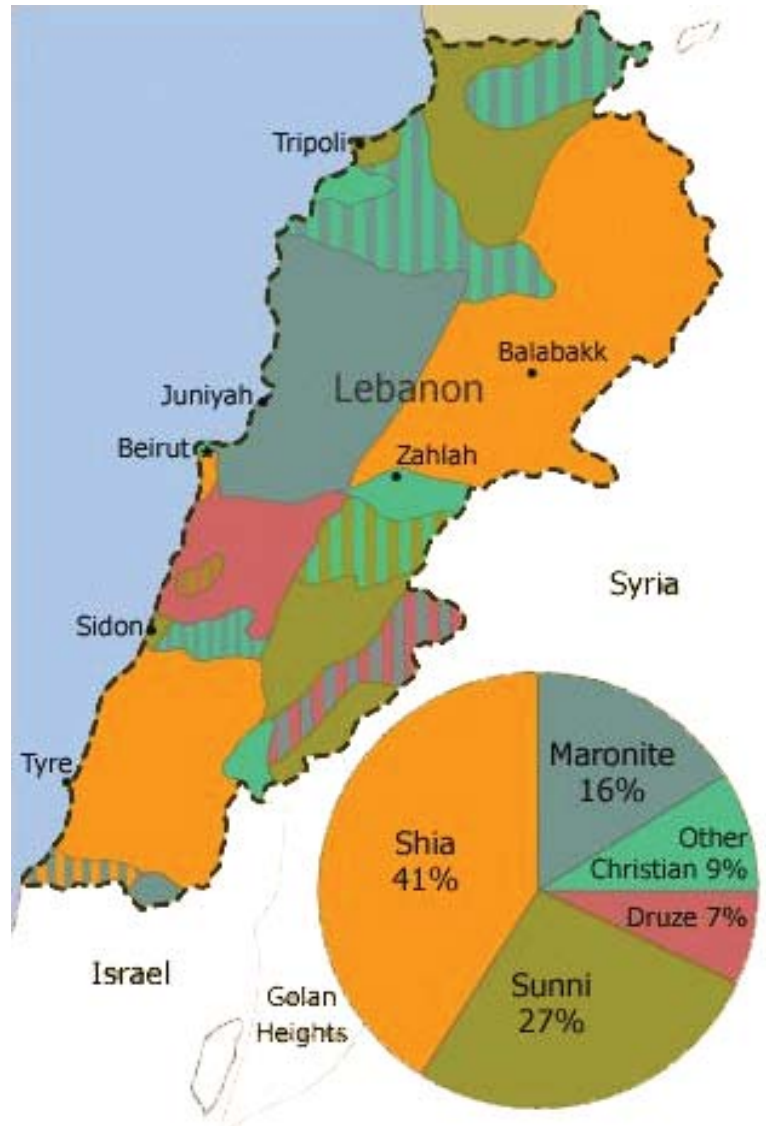 Tripoli
Balabakk
Lebanon
Juniyah
Beirut
Zahlah
Syria
Sidon
Tyre
Maronite
16%
Other
Christian 9%
Shia
41%
Druze 7%
Israel
Sunni
27%
Golan
Heights